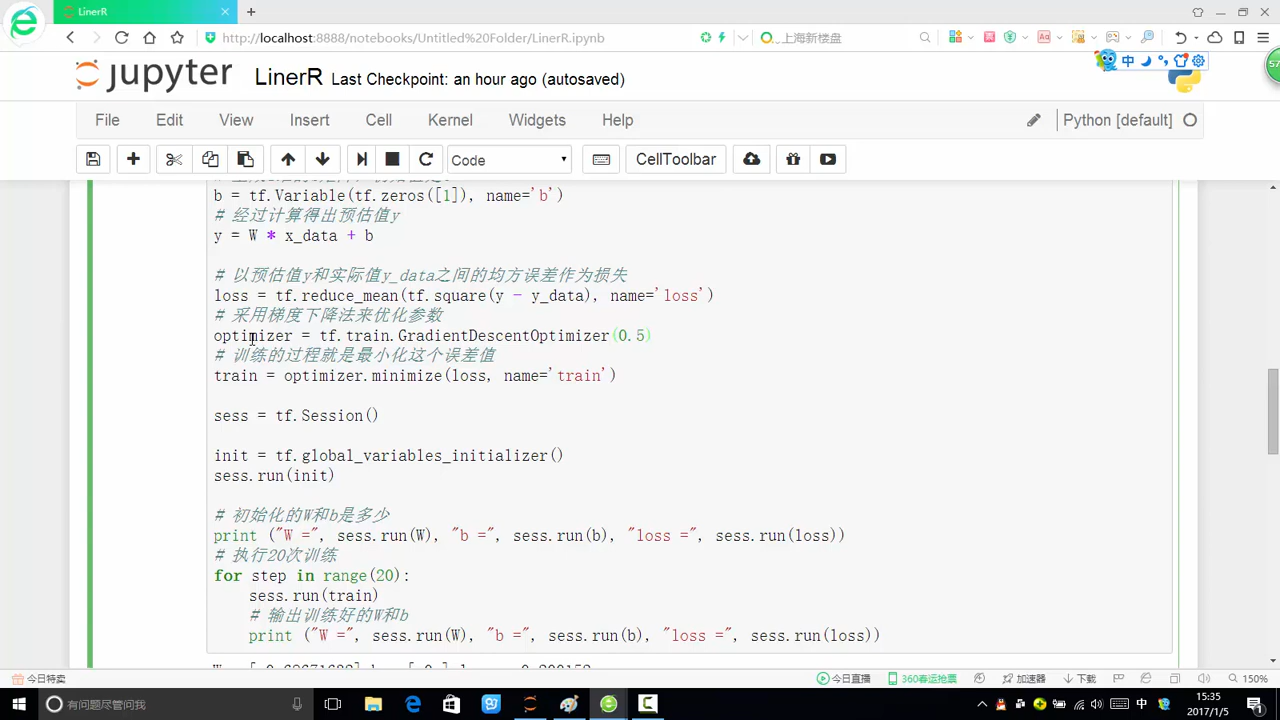 LinerR
http://localhost:8888/notebooks/Untitled%20Folder/LinerR.ipynb
上海新楼盘
jupyter LinerR Last Checkpoint: an hour ago (autosaved)
中
57
File Edit View Insert Cell Kernel Widgets Help Python [default]
Code CellToolbar
b = tf.Variable(tf.zeros([1]), name='b')
# 经过计算得出预估值y
y = W * x_data + b
# 以预估值y和实际值y_data之间的均方误差作为损失
loss = tf.reduce_mean(tf.square(y - y_data), name='loss')
# 采用梯度下降法来优化参数
optimizer = tf.train.GradientDescentOptimizer(0.5)
# 训练的过程就是最小化这个误差值
train = optimizer.minimize(loss, name='train')
sess = tf.Session()
init = tf.global_variables_initializer()
sess.run(init)
# 初始化的W和b是多少
print ("W =", sess.run(W), "b =", sess.run(b), "loss =", sess.run(loss))
# 执行20次训练
for step in range(20):
sess.run(train)
# 输出训练好的W和b
print ("W =", sess.run(W), "b =", sess.run(b), "loss =", sess.run(loss))
今日特卖 今日直播 360春运抢票 加速器 下载 150%
有问题尽管问我 中 15:35
2017/1/5